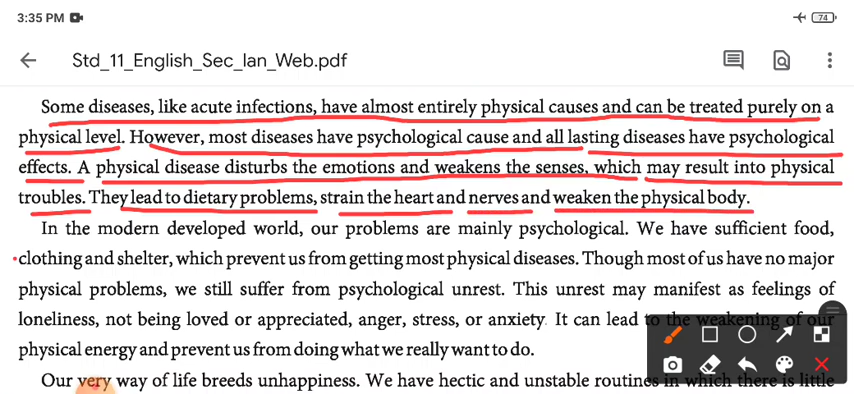 3:35 PM 74
Std_11_English_Sec_lan_Web.pdf
Some diseases, like acute infections, have almost entirely physical causes and can be treated purely on a
physical level. However, most diseases have psychological cause and all lasting diseases have psychological
effects. A physical disease disturbs the emotions and weakens the senses, which may result into physical
troubles. They lead to dietary problems, strain the heart and nerves and weaken the physical body.
In the modern developed world, our problems are mainly psychological. We have sufficient food,
clothing and shelter, which prevent us from getting most physical diseases. Though most of us have no major
physical problems, we still suffer from psychological unrest. This unrest may manifest as feelings of
loneliness, not being loved or appreciated, anger, stress, or anxiety. It can lead to the weakening of our
physical energy and prevent us from doing what we really want to do.
Our very way of life breeds unhappiness. We have hectic and unstable routines in which there is little